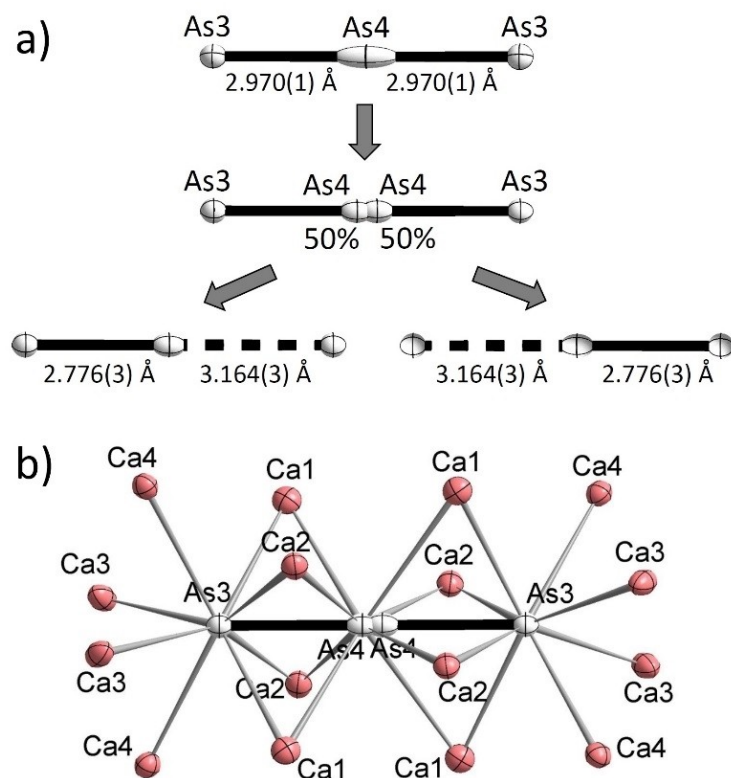 a)
As3 As4 As3
2.970(1) Å 2.970(1) Å
As3 As4 As4 As3
50% 50%
2.776(3) Å 3.164(3) Å 3.164(3) Å 2.776(3) Å
b)
Ca4 Ca1 Ca1 Ca4
Ca2 Ca2
Ca3 Ca3
As3 As3
As4 As4
Ca3 Ca2 Ca2 Ca3
Ca4 Ca1 Ca1 Ca4